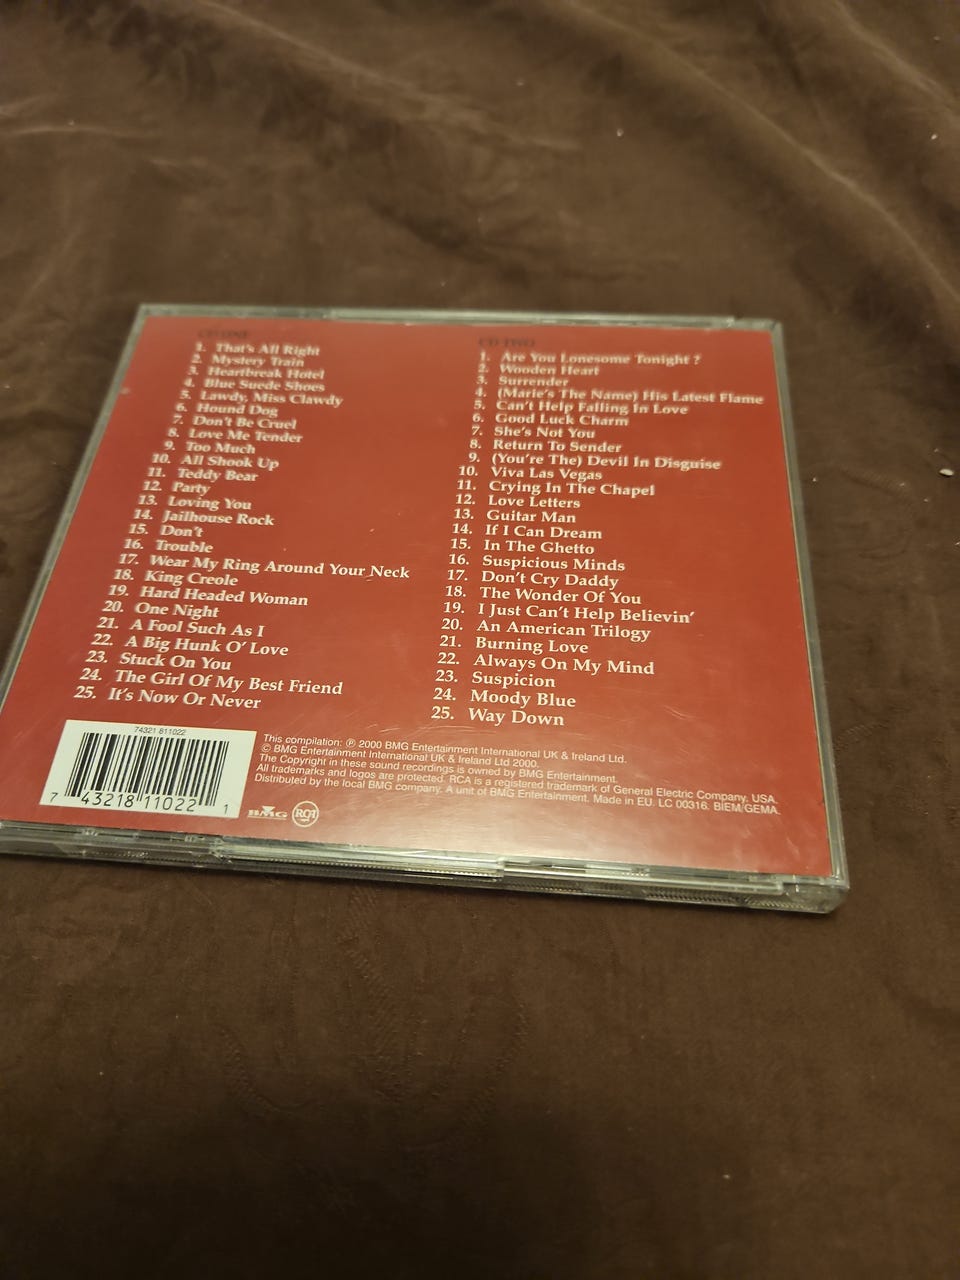 CD ONE
1. That's All Right
2. Mystery Train
3. Heartbreak Hotel
4. Blue Suede Shoes
5. Lawdy, Miss Clawdy
6. Hound Dog
7. Don't Be Cruel
8. Love Me Tender
9. Too Much
10. All Shook Up
11. Teddy Bear
12. Party
13. Loving You
14. Jailhouse Rock
15. Don't
16. Trouble
17. Wear My Ring Around Your Neck
18. King Creole
19. Hard Headed Woman
20. One Night
21. A Fool Such As I
22. A Big Hunk O' Love
23. Stuck On You
24. The Girl Of My Best Friend
25. It's Now Or Never
CD TWO
1. Are You Lonesome Tonight ?
2. Wooden Heart
3. Surrender
4. (Marie's The Name) His Latest Flame
5. Can't Help Falling In Love
6. Good Luck Charm
7. She's Not You
8. Return To Sender
9. (You're The) Devil In Disguise
10. Viva Las Vegas
11. Crying In The Chapel
12. Love Letters
13. Guitar Man
14. If I Can Dream
15. In The Ghetto
16. Suspicious Minds
17. Don't Cry Daddy
18. The Wonder Of You
19. I Just Can't Help Believin'
20. An American Trilogy
21. Burning Love
22. Always On My Mind
23. Suspicion
24. Moody Blue
25. Way Down
74321 811022
7 43218 11022 1
This compilation: ℗ 2000 BMG Entertainment International UK & Ireland Ltd.
© BMG Entertainment International UK & Ireland Ltd 2000.
The Copyright in these sound recordings is owned by BMG Entertainment.
All trademarks and logos are protected. RCA is a registered trademark of General Electric Company, USA.
Distributed by the local BMG company. A unit of BMG Entertainment. Made in EU. LC 00316. BIEM/GEMA.
BMG
RCA